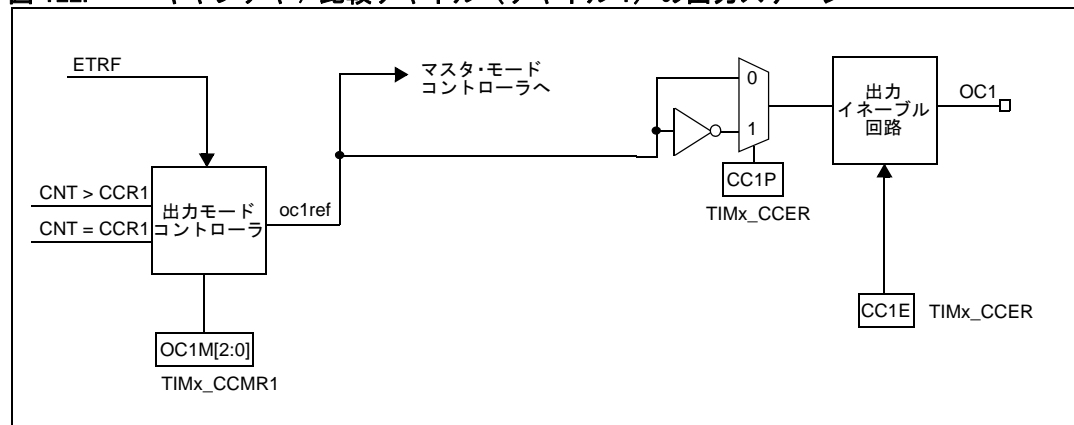 ETRF
マスタ・モード
コントローラへ
0
1
出力
イネーブル
回路
OC1
CNT > CCR1
CNT = CCR1
出力モード
コントローラ
oc1ref
CC1P
TIMx_CCER
CC1E
TIMx_CCER
OC1M[2:0]
TIMx_CCMR1